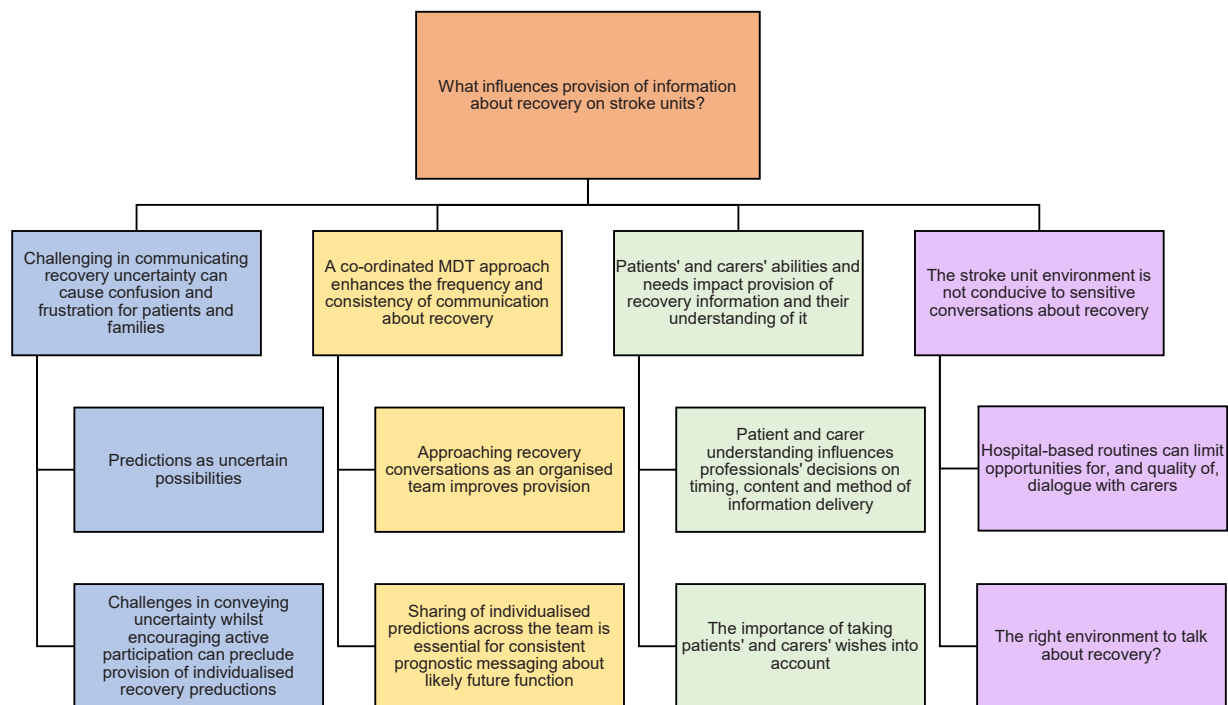 What influences provision of information
about recovery on stroke units?
Challenging in communicating
recovery uncertainty can
cause confusion and
frustration for patients and
families
A co-ordinated MDT approach
enhances the frequency and
consistency of communication
about recovery
Patients' and carers' abilities and
needs impact provision of
recovery information and their
understanding of it
The stroke unit environment is
not conducive to sensitive
conversations about recovery
Predictions as uncertain
possibilities
Approaching recovery
conversations as an organised
team improves provision
Patient and carer
understanding influences
professionals' decisions on
timing, content and method of
information delivery
Hospital-based routines can limit
opportunities for, and quality of,
dialogue with carers
Challenges in conveying
uncertainty whilst
encouraging active
participation can preclude
provision of individualised
recovery preductions
Sharing of individualised
predictions across the team is
essential for consistent
prognostic messaging about
likely future function
The importance of taking
patients' and carers' wishes into
account
The right environment to talk
about recovery?